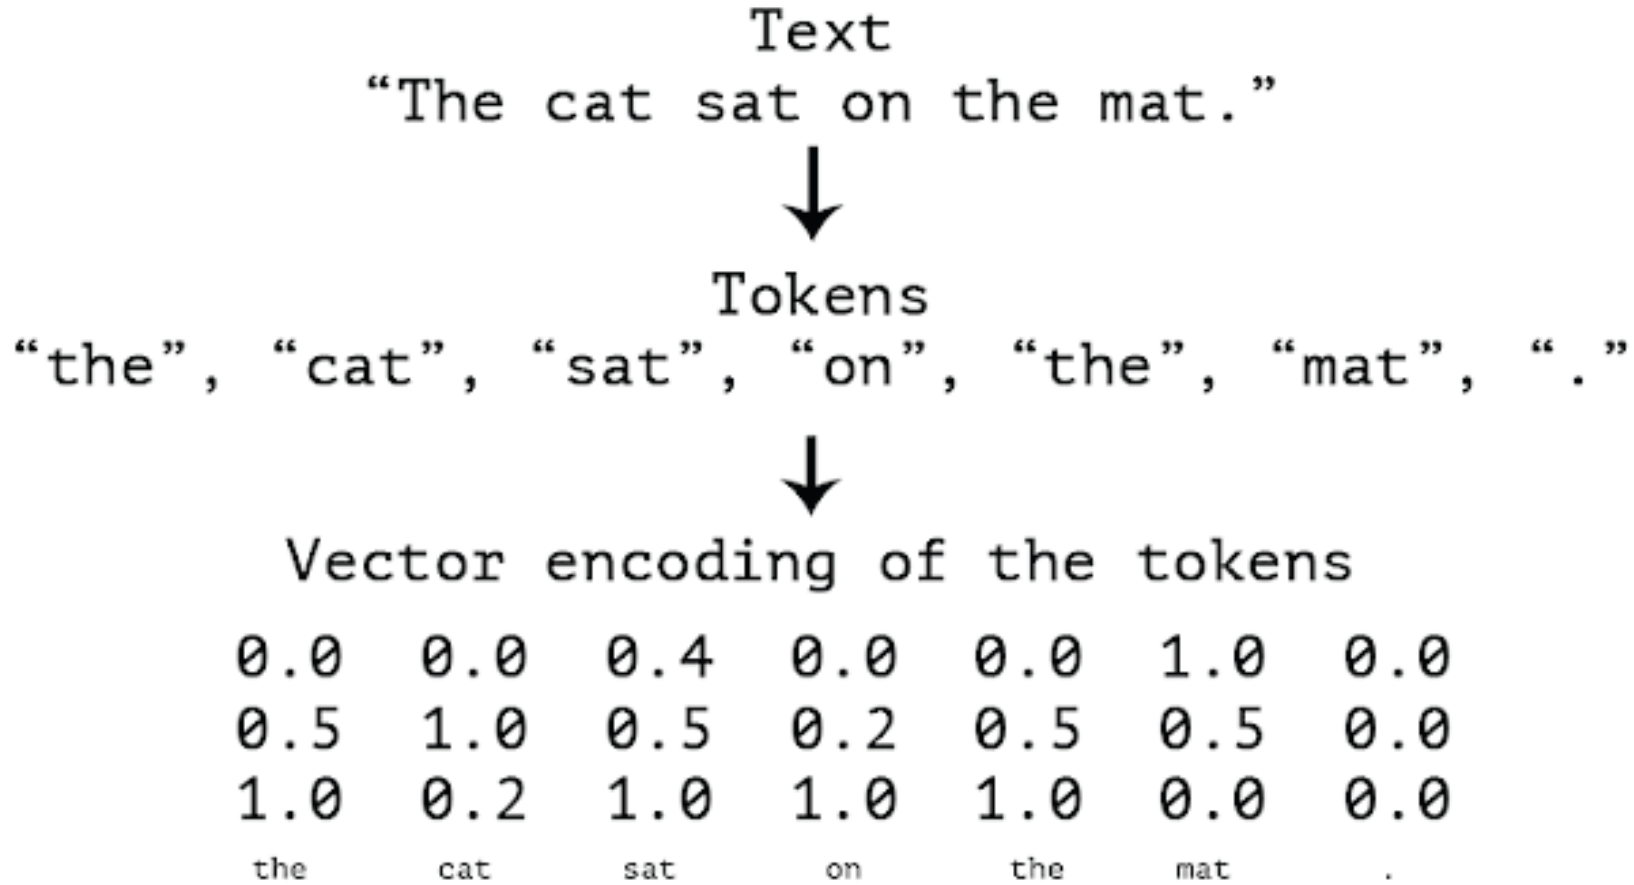 Text
“The cat sat on the mat.”
Tokens
“the”, “cat”, “sat”, “on”, “the”, “mat”, “.”
Vector encoding of the tokens
0.0 0.0 0.4 0.0 0.0 1.0 0.0
0.5 1.0 0.5 0.2 0.5 0.5 0.0
1.0 0.2 1.0 1.0 1.0 0.0 0.0
the cat sat on the mat .